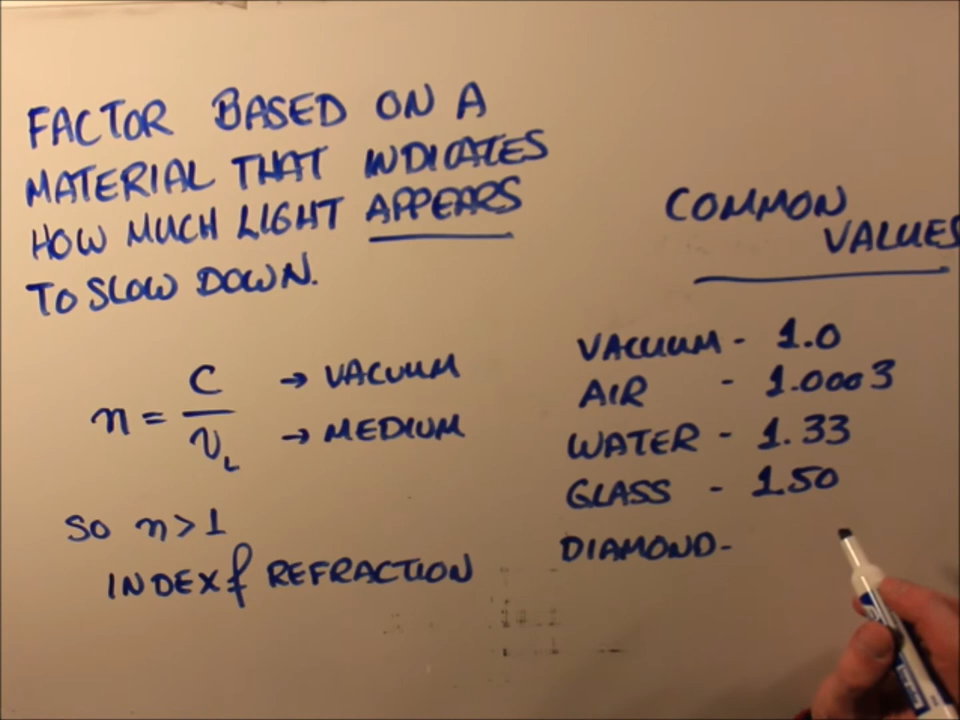 FACTOR BASED ON A
MATERIAL THAT INDICATES
HOW MUCH LIGHT APPEARS
TO SLOW DOWN.
n = C / V_L
→ VACUUM
→ MEDIUM
SO n > 1
INDEX of REFRACTION
COMMON
VALUES
VACUUM - 1.0
AIR - 1.0003
WATER - 1.33
GLASS - 1.50
DIAMOND-